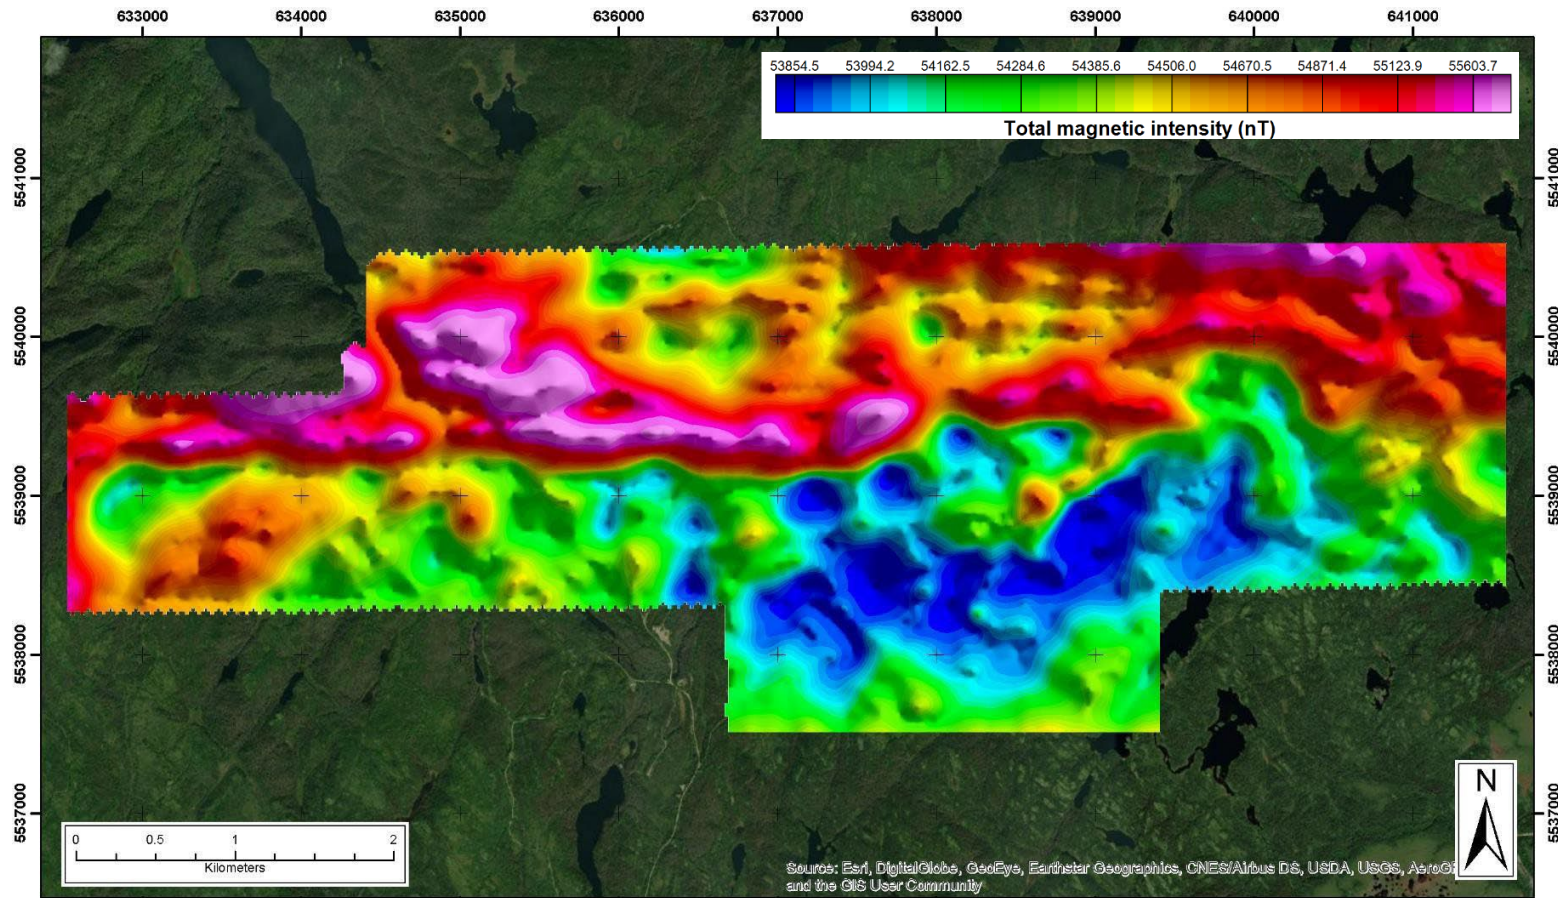 633000 634000 635000 636000 637000 638000 639000 640000 641000
53854.5 53994.2 54162.5 54284.6 54385.6 54506.0 54670.5 54871.4 55123.9 55603.7
Total magnetic intensity (nT)
5541000 5541000
5540000 5540000
5539000 5539000
5538000 5538000
5537000 5537000
N
0 0.5 1 2
Kilometers
Source: Esri, DigitalGlobe, GeoEye, Earthstar Geographics, CNES/Airbus DS, USDA, USGS,
and the GIS User Community